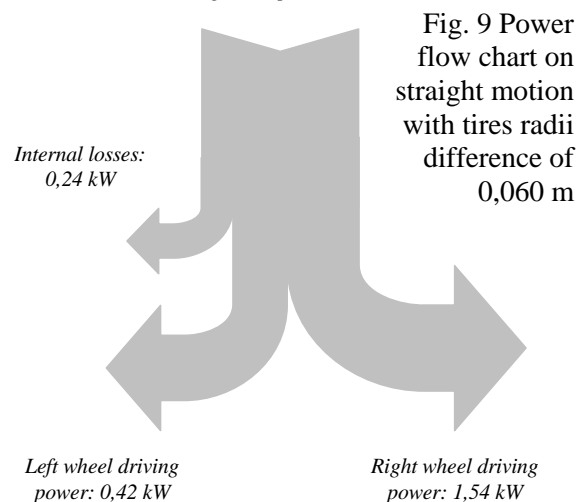 Fig. 9 Power
flow chart on
straight motion
with tires radii
difference of
0,060 m
Internal losses:
0,24 kW
Left wheel driving
power: 0,42 kW
Right wheel driving
power: 1,54 kW